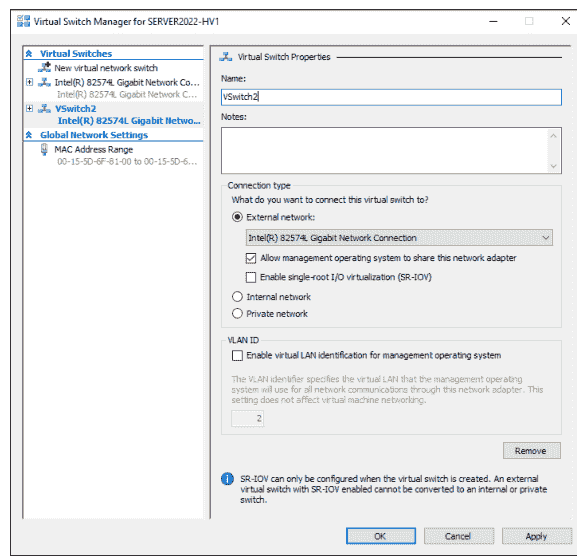 Virtual Switch Manager for SERVER2022-HV1
Virtual Switches
New virtual network switch
Intel(R) 82574L Gigabit Network Co...
Intel(R) 82574L Gigabit Network C...
VSwitch2
Intel(R) 82574L Gigabit Netwo...
Global Network Settings
MAC Address Range
00-15-5D-6F-81-00 to 00-15-5D-6...
Virtual Switch Properties
Name:
VSwitch2
Notes:
Connection type
What do you want to connect this virtual switch to?
External network:
Intel(R) 82574L Gigabit Network Connection
Allow management operating system to share this network adapter
Enable single-root I/O virtualization (SR-IOV)
Internal network
Private network
VLAN ID
Enable virtual LAN identification for management operating system
The VLAN identifier specifies the virtual LAN that the management operating
system will use for all network communications through this network adapter. This
setting does not affect virtual machine networking.
2
Remove
SR-IOV can only be configured when the virtual switch is created. An external
virtual switch with SR-IOV enabled cannot be converted to an internal or private
switch.
OK
Cancel
Apply